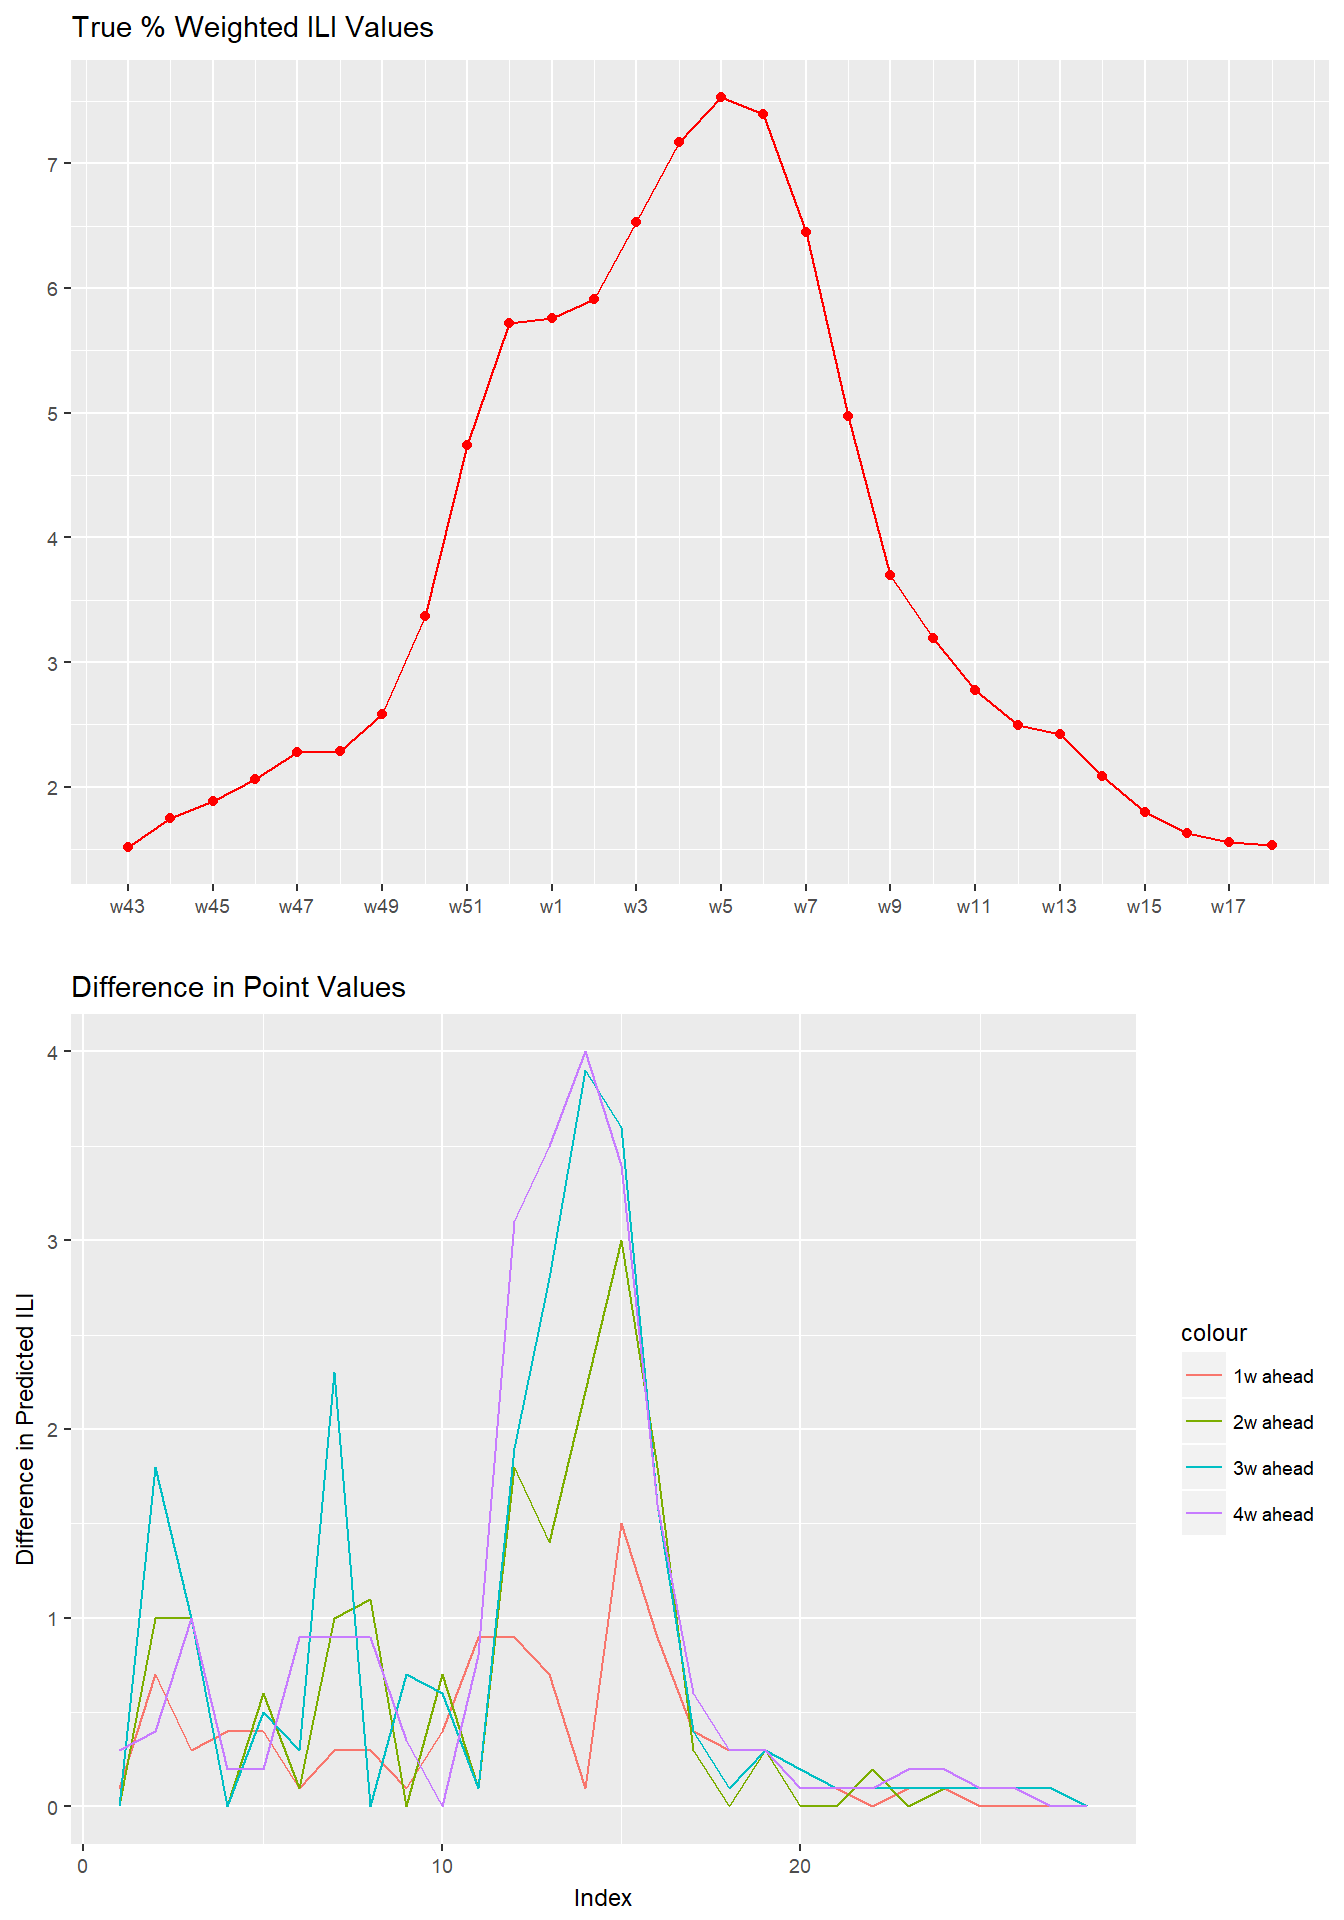 True % Weighted ILI Values
7
6
5
4
3
2
w43 w45 w47 w49 w51 w1 w3 w5 w7 w9 w11 w13 w15 w17
Difference in Point Values
4
3
2
1
0
Difference in Predicted ILI
0 10 20
Index
colour
1w ahead
2w ahead
3w ahead
4w ahead